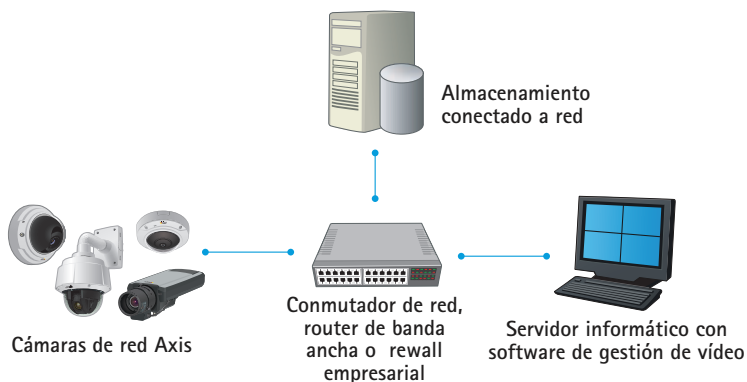 Almacenamiento
conectado a red
Cámaras de red Axis
Conmutador de red,
router de banda
ancha o  rewall
empresarial
Servidor informático con
software de gestión de vídeo